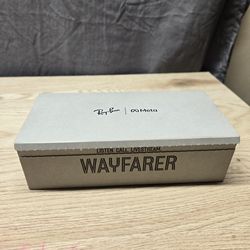 Ray-Ban | ∞ Meta
LISTEN. CALL. LIVESTREAM.
WAYFARER